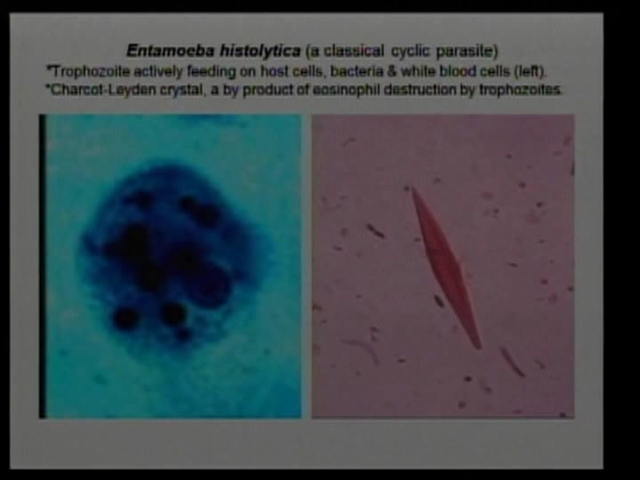 Entamoeba histolytica (a classical cyclic parasite)
*Trophozoite actively feeding on host cells, bacteria & white blood cells (left).
*Charcot-Leyden crystal, a by product of eosinophil destruction by trophozoites.